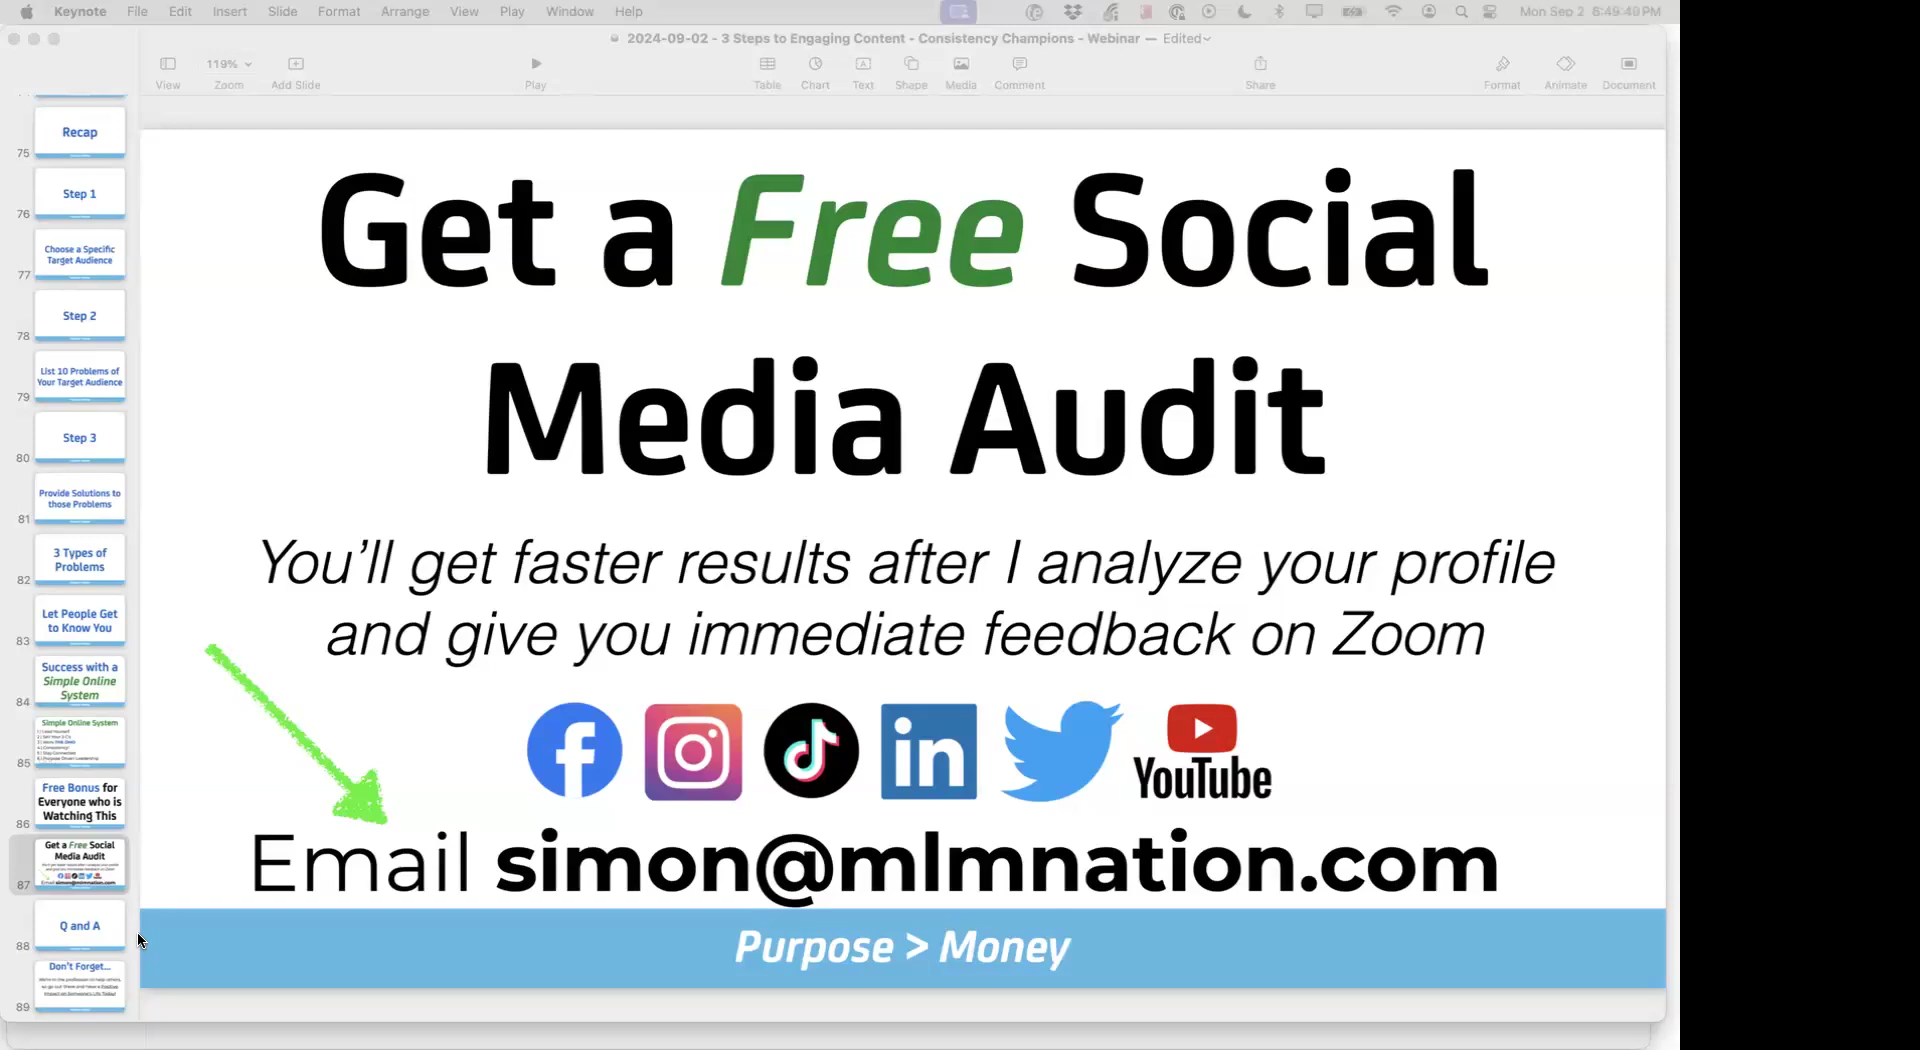 Keynote File Edit Insert Slide Format Arrange View Play Window Help Mon Sep 2 8:49:49 PM
2024-09-02 - 3 Steps to Engaging Content - Consistency Champions - Webinar — Edited
119%
View Zoom Add Slide Play Table Chart Text Shape Media Comment Share Format Animate Document
Recap
75
Step 1
76
Choose a Specific
Target Audience
77
Step 2
78
List 10 Problems of
Your Target Audience
79
Step 3
80
Provide Solutions to
those Problems
81
3 Types of
Problems
82
Let People Get
to Know You
83
Success with a
Simple Online
System
84
Simple Online System
85
Free Bonus for
Everyone who is
Watching This
86
Get a Free Social
Media Audit
Email simon@mlmnation.com
87
Q and A
88
Don't Forget...
89
Get a Free Social
Media Audit
You'll get faster results after I analyze your profile
and give you immediate feedback on Zoom
in
YouTube
Email simon@mlmnation.com
Purpose > Money